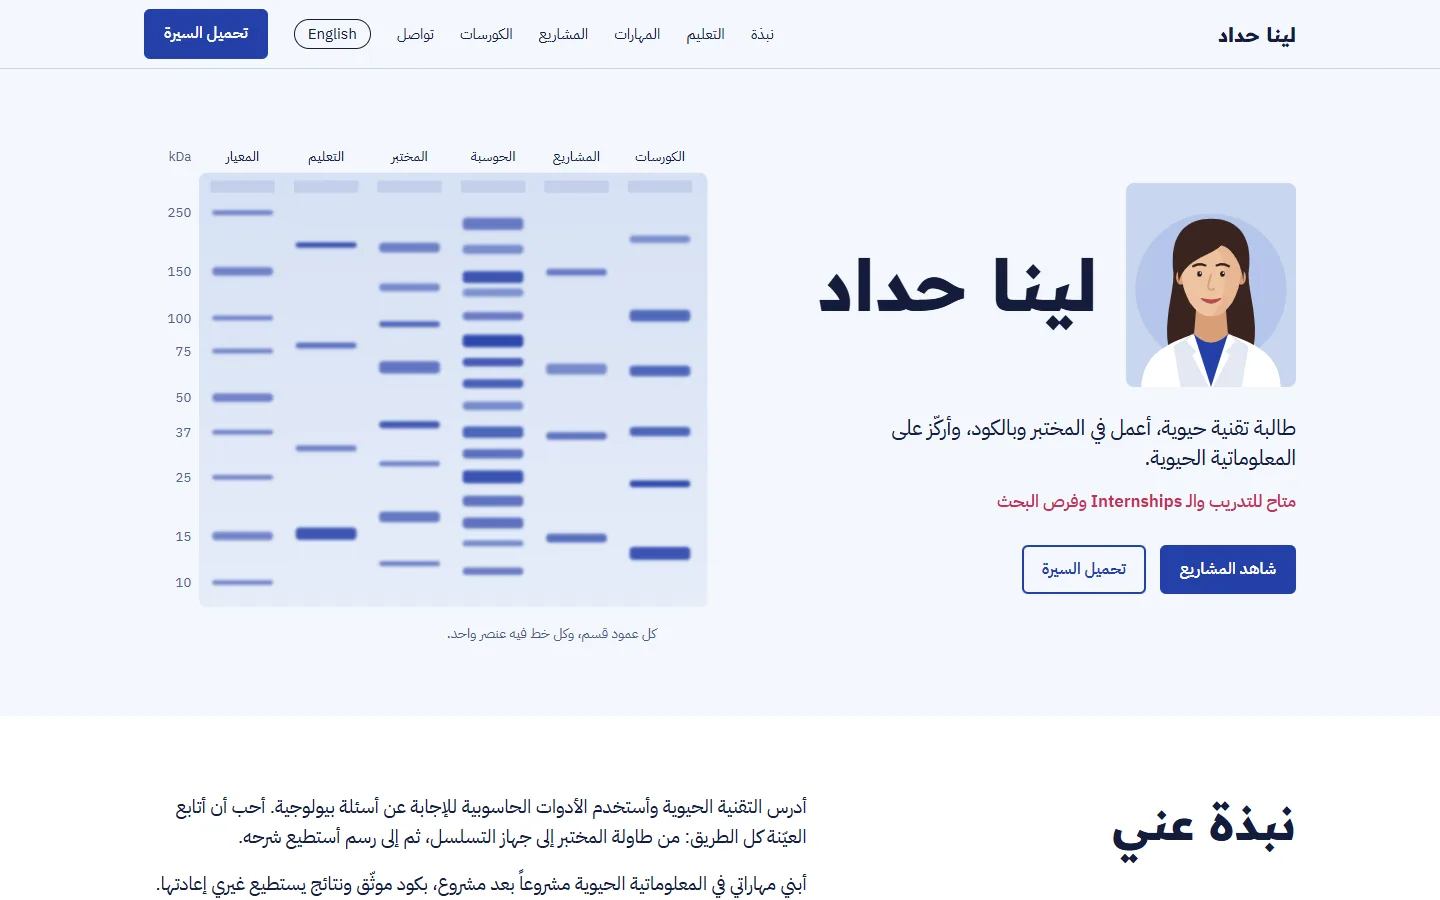 لينا حداد
نبذة
التعليم
المهارات
المشاريع
الكورسات
تواصل
English
تحميل السيرة
لينا حداد
طالبة تقنية حيوية، أعمل في المختبر وبالكود، وأركّز على
المعلوماتية الحيوية.
متاح للتدريب والـ Internships وفرص البحث
شاهد المشاريع
تحميل السيرة
الكورسات
المشاريع
الحوسبة
المختبر
التعليم
المعيار
kDa
250
150
100
75
50
37
25
15
10
كل عمود قسم، وكل خط فيه عنصر واحد.
نبذة عني
أدرس التقنية الحيوية وأستخدم الأدوات الحاسوبية للإجابة عن أسئلة بيولوجية. أحب أن أتابع
العيّنة كل الطريق: من طاولة المختبر إلى جهاز التسلسل، ثم إلى رسم أستطيع شرحه.
أبني مهاراتي في المعلوماتية الحيوية مشروعاً بعد مشروع، بكود موثّق ونتائج يستطيع غيري إعادتها.